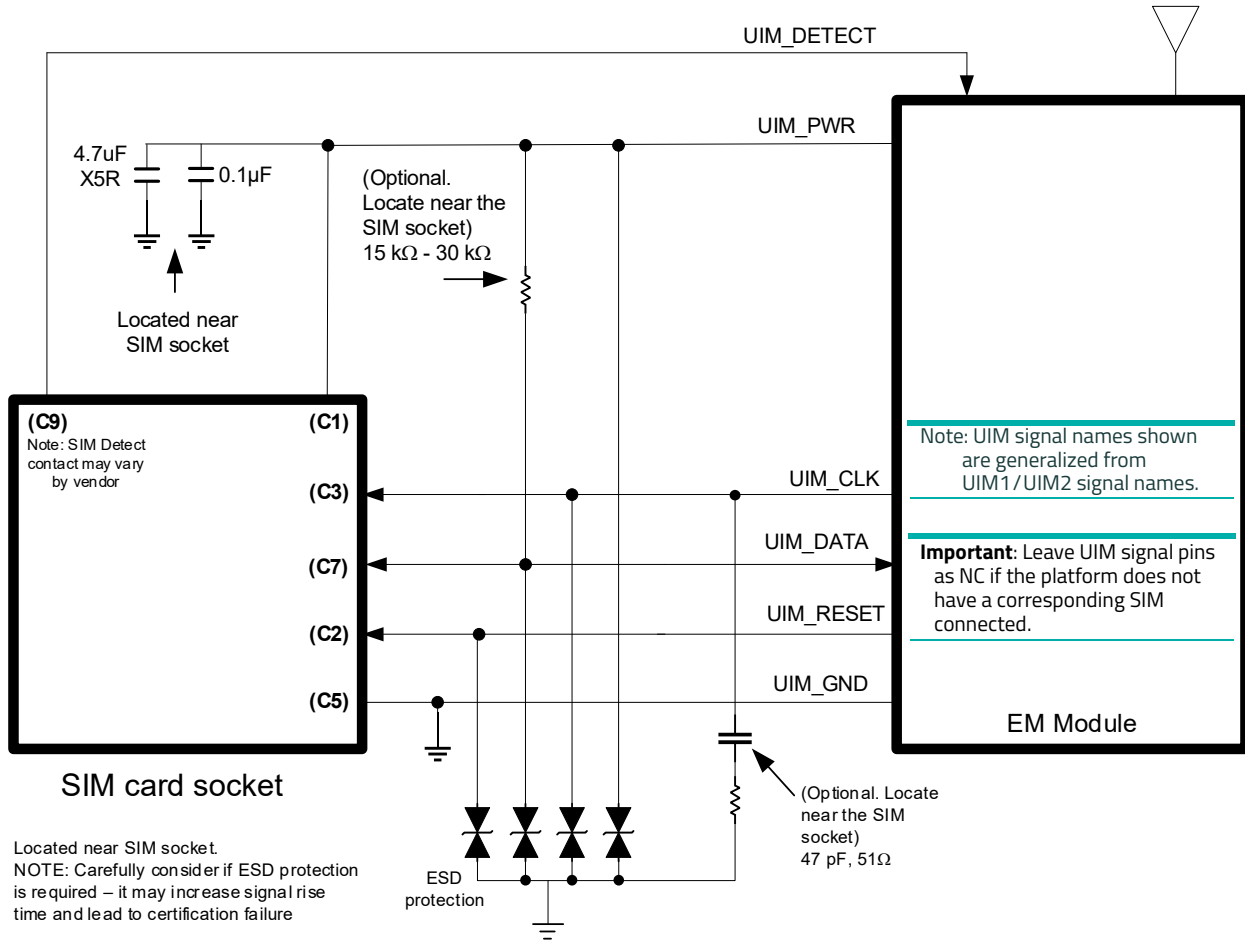 UIM_DETECT
UIM_PWR
4.7uF
X5R
0.1µF
(Optional.
Locate near the
SIM socket)
15 kΩ - 30 kΩ
Located near
SIM socket
(C9)
Note: SIM Detect
contact may vary
by vendor
(C1)
(C3)
(C7)
(C2)
(C5)
UIM_CLK
UIM_DATA
UIM_RESET
UIM_GND
Note: UIM signal names shown
are generalized from
UIM1/UIM2 signal names.
Important: Leave UIM signal pins
as NC if the platform does not
have a corresponding SIM
connected.
EM Module
SIM card socket
(Optional. Locate
near the SIM
socket)
47 pF, 51Ω
Located near SIM socket.
NOTE: Carefully consider if ESD protection
is required – it may increase signal rise
time and lead to certification failure
ESD
protection